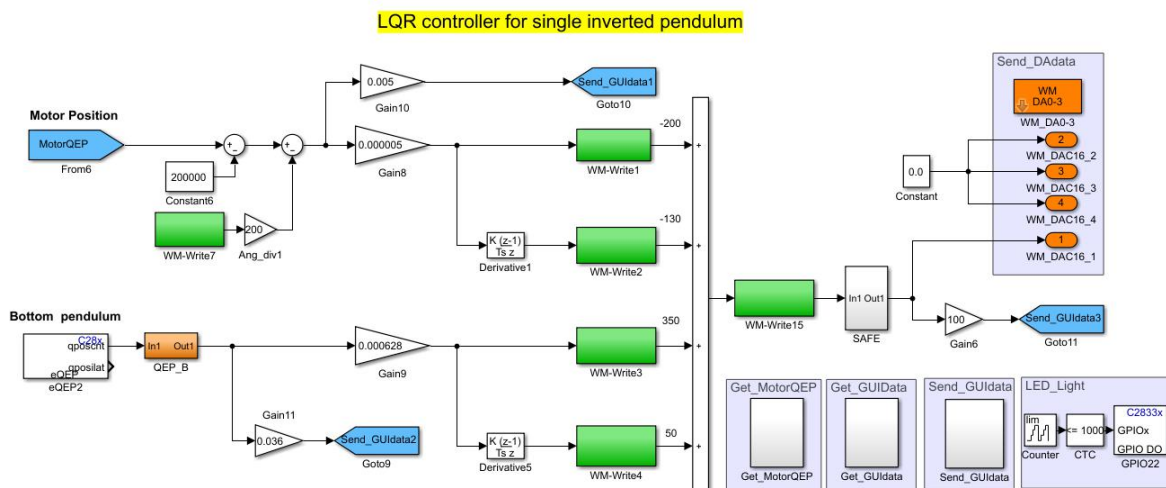 LQR controller for single inverted pendulum
Send_DAdata
WM
DA0-3
WM_DA0-3
2
WM_DAC16_2
3
WM_DAC16_3
4
WM_DAC16_4
1
WM_DAC16_1
0.0
Constant
0.005
Gain10
Send_GUIdata1
Goto10
Motor Position
MotorQEP
From6
+
-
+
-
200000
Constant6
WM-Write7
200
Ang_div1
0.000005
Gain8
-200
WM-Write1
+
K (z-1)
Ts z
Derivative1
-130
WM-Write2
+
Bottom pendulum
C28x
qposcnt
qposilat
eQEP
eQEP2
In1 Out1
QEP_B
0.000628
Gain9
350
WM-Write3
+
Gain11
0.036
Send_GUIdata2
Goto9
K (z-1)
Ts z
Derivative5
50
WM-Write4
+
WM-Write15
In1 Out1
SAFE
100
Gain6
Send_GUIdata3
Goto11
Get_MotorQEP
Get_MotorQEP
Get_GUIData
Get_GUIdata
Send_GUIdata
Send_GUIdata
LED_Light
lim
Counter
<= 1000
CTC
C2833x
GPIOx
GPIO DO
GPIO22